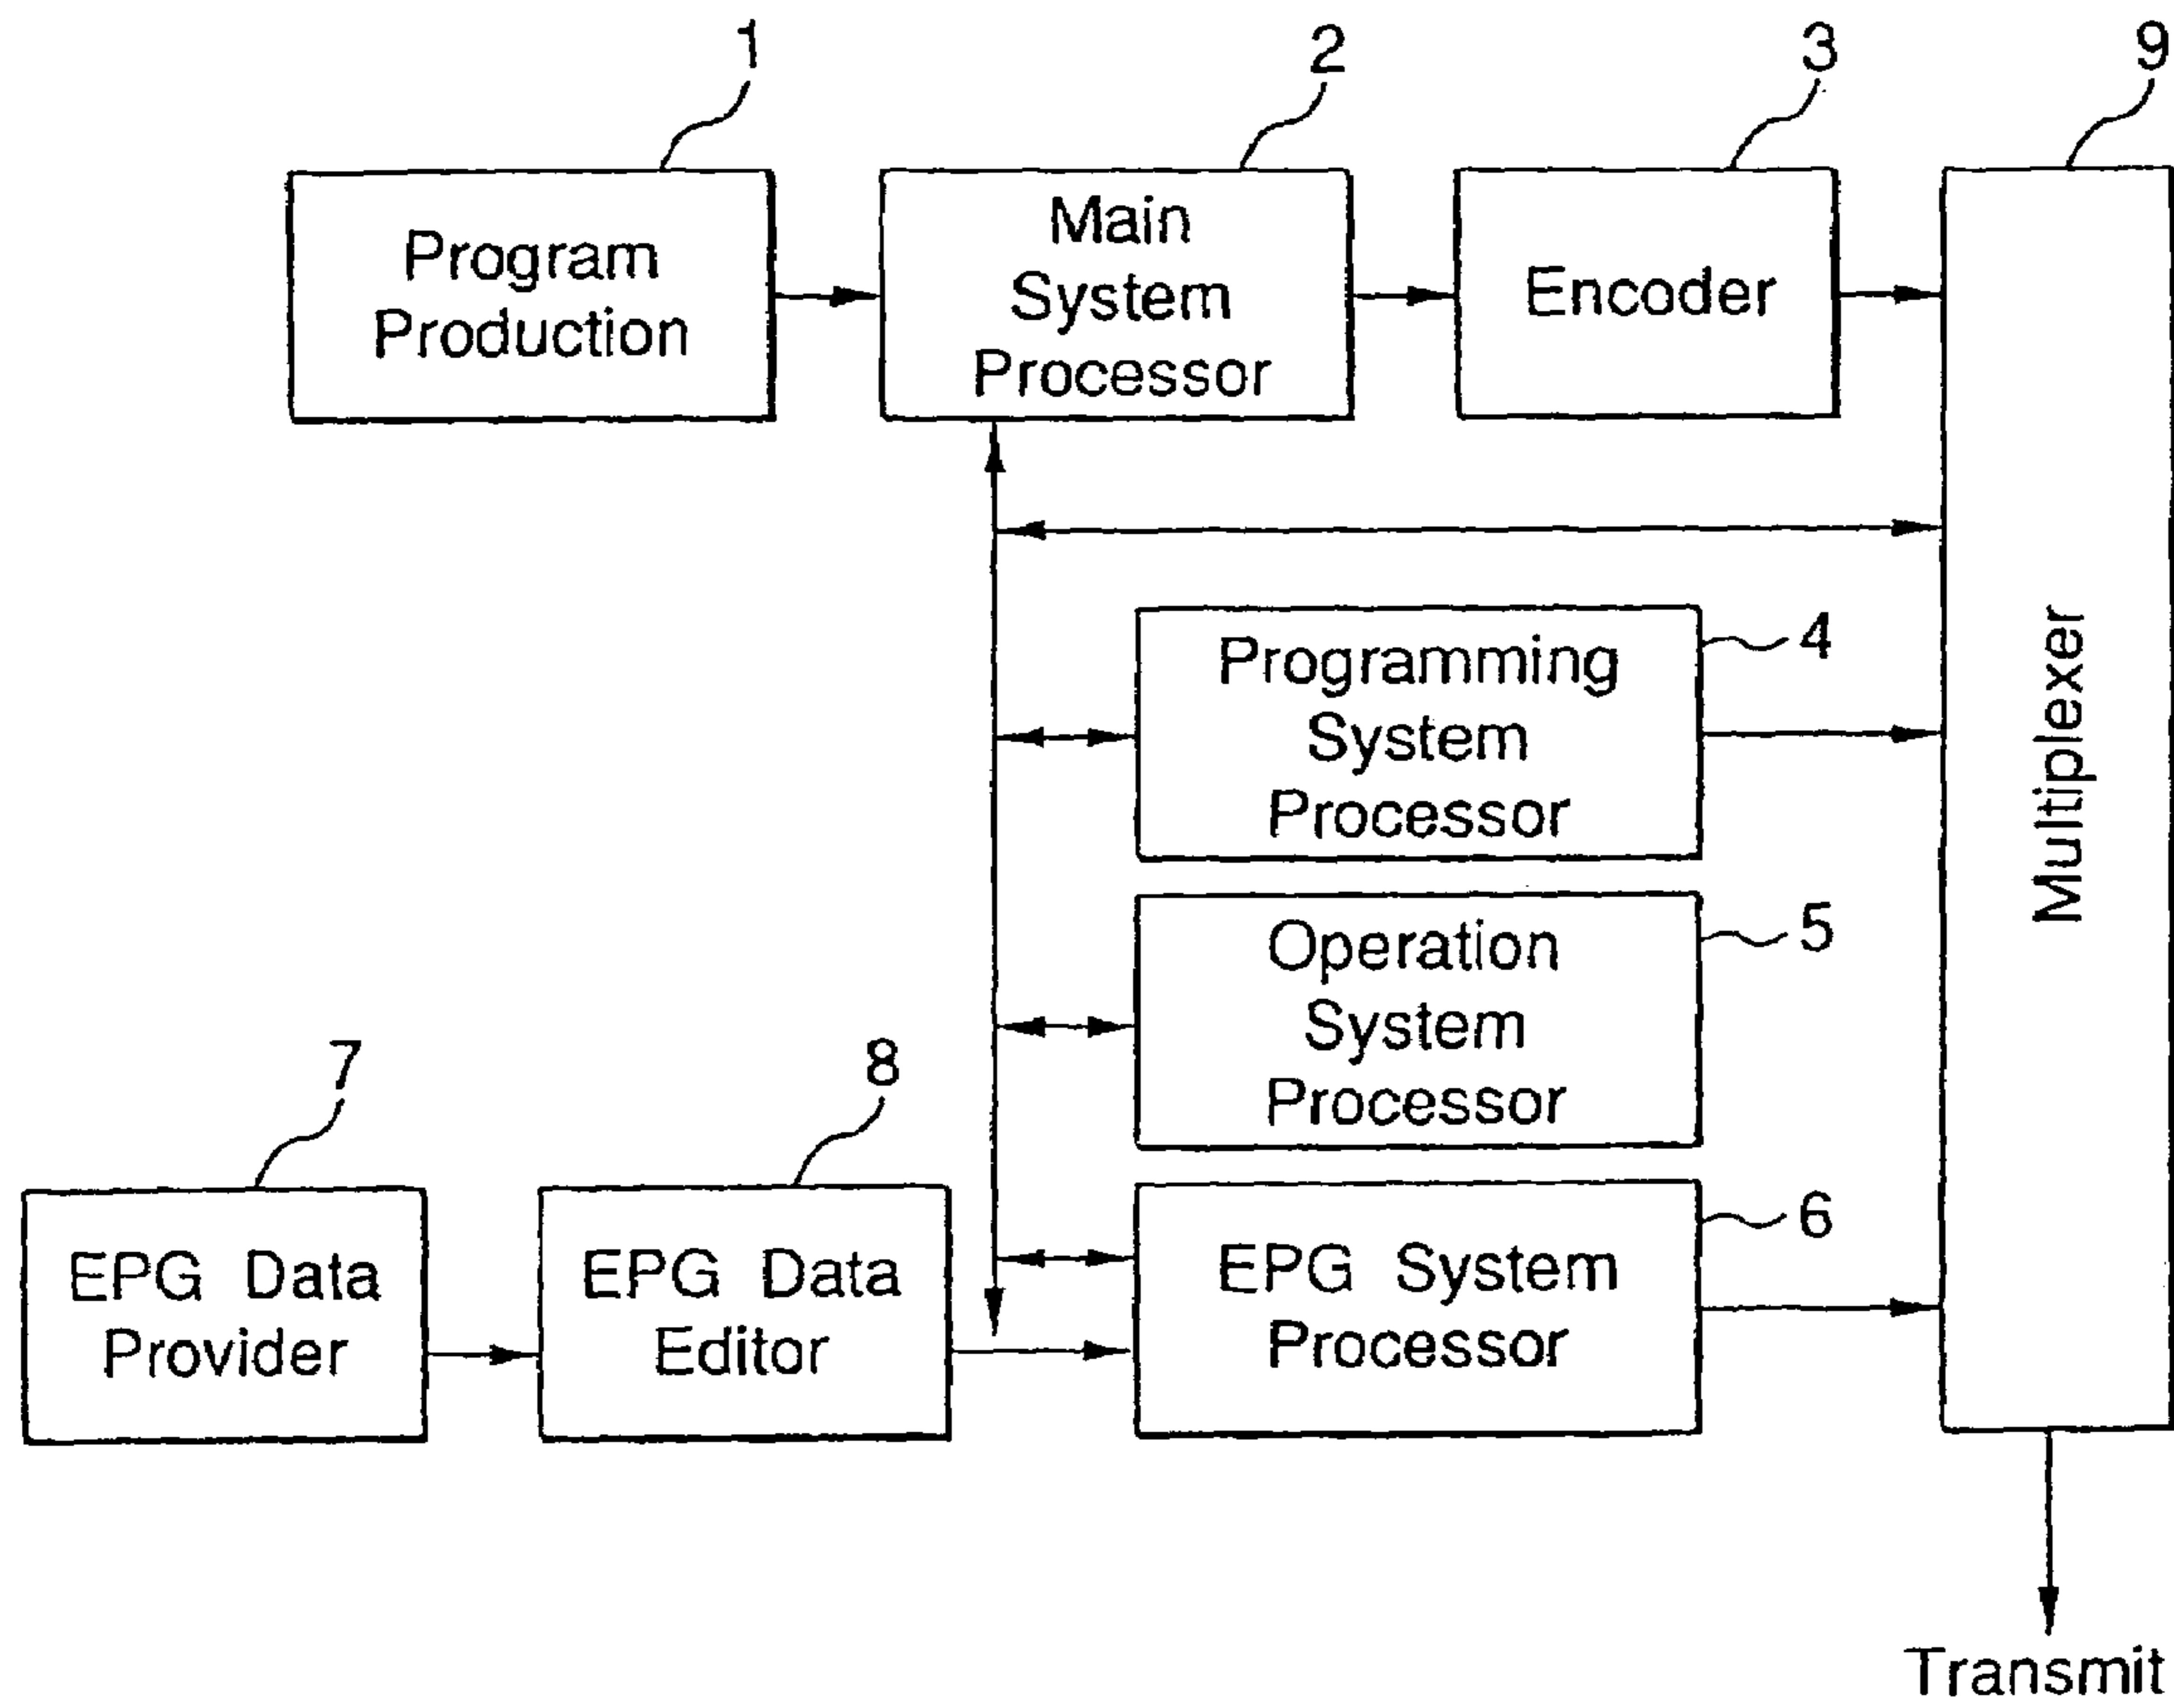 1
2
3
9
Program
Production
Main
System
Processor
Encoder
Multiplexer
Programming
System
Processor
4
Operation
System
Processor
5
7
8
EPG Data
Provider
EPG Data
Editor
EPG System
Processor
6
Transmit